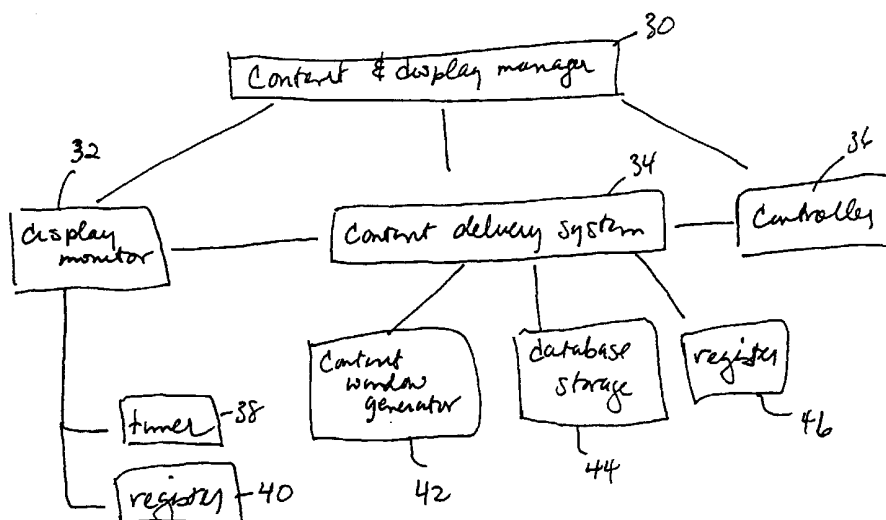 30
Content & display manager
32
34
36
display
monitor
Content delivery system
Controller
Content
window
generator
database
storage
register
timer
38
46
42
44
register
40